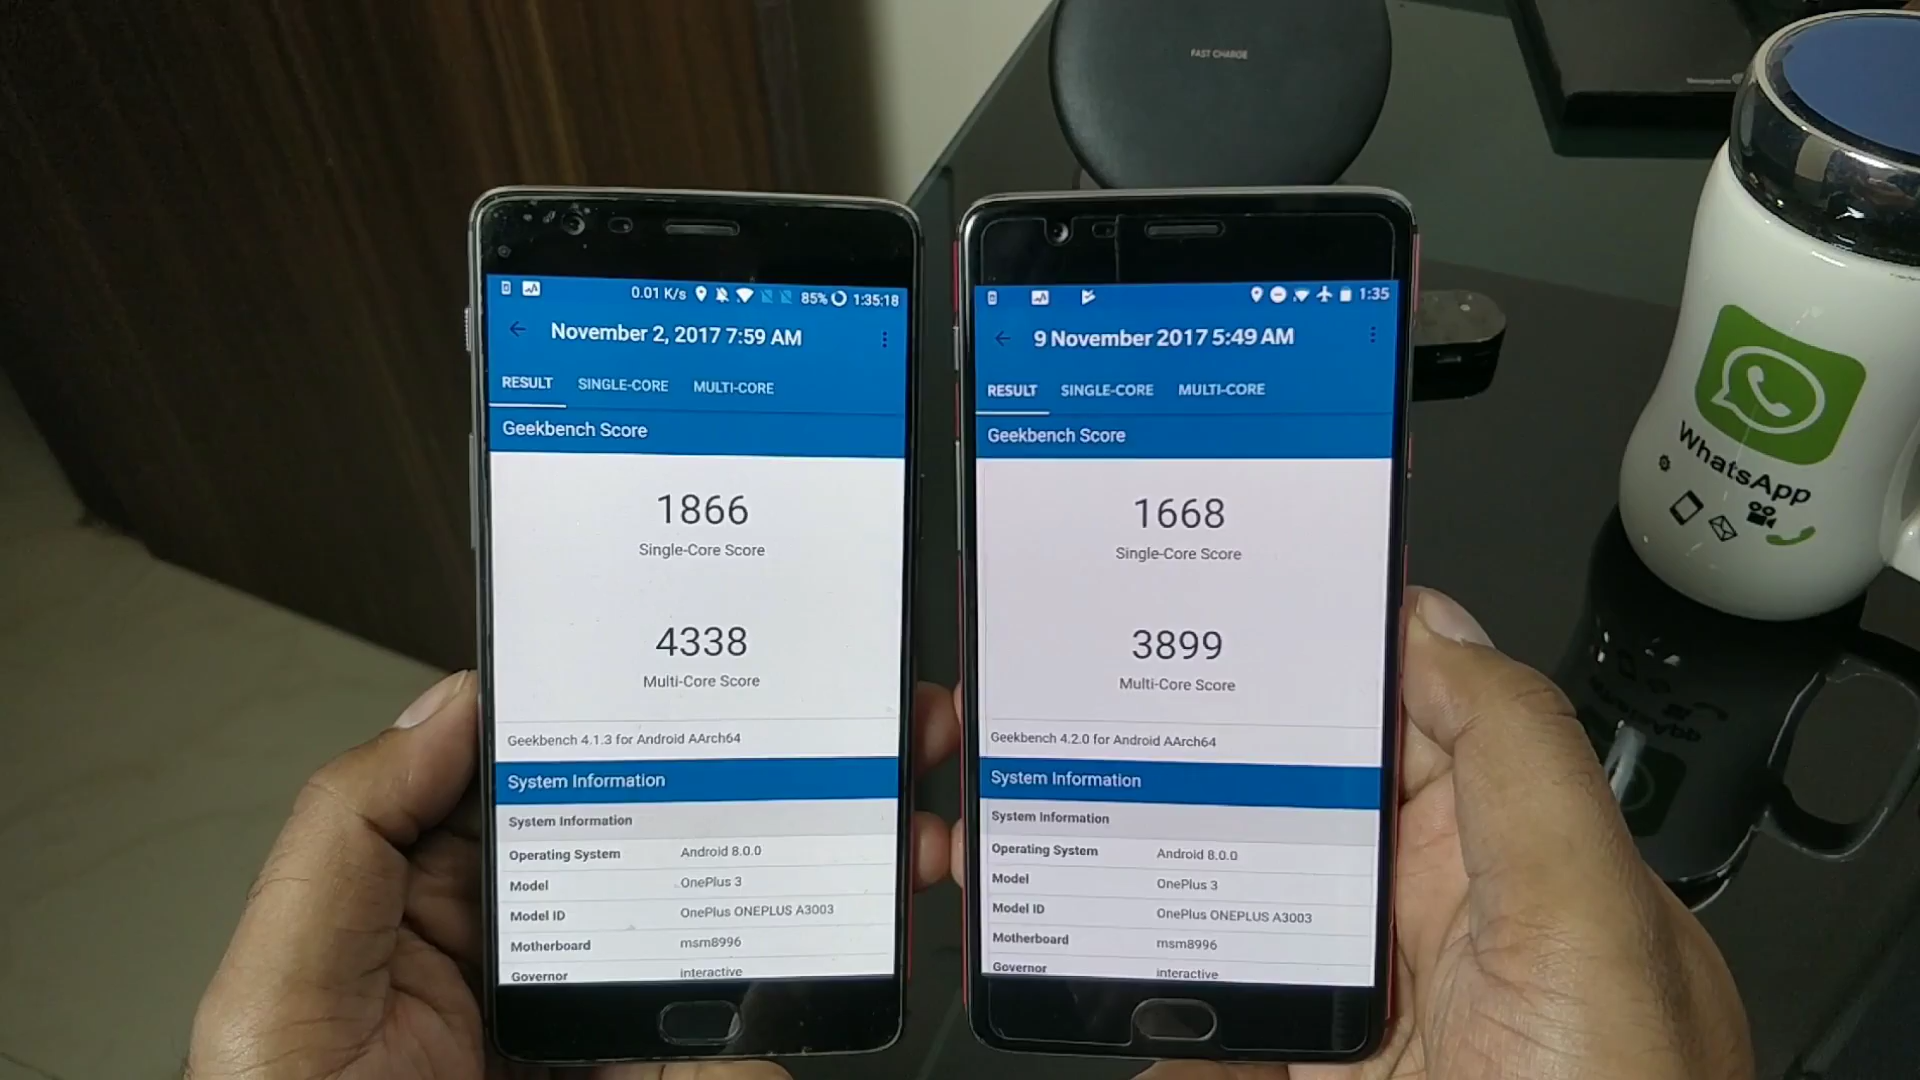 FAST CHARGE
0.01 K/s 85% 1:35:18
November 2, 2017 7:59 AM
RESULT SINGLE-CORE MULTI-CORE
Geekbench Score
1866
Single-Core Score
4338
Multi-Core Score
Geekbench 4.1.3 for Android AArch64
System Information
System Information
Operating System Android 8.0.0
Model OnePlus 3
Model ID OnePlus ONEPLUS A3003
Motherboard msm8996
Governor interactive
1:35
9 November 2017 5:49 AM
RESULT SINGLE-CORE MULTI-CORE
Geekbench Score
1668
Single-Core Score
3899
Multi-Core Score
Geekbench 4.2.0 for Android AArch64
System Information
System Information
Operating System Android 8.0.0
Model OnePlus 3
Model ID OnePlus ONEPLUS A3003
Motherboard msm8996
Governor interactive
WhatsApp